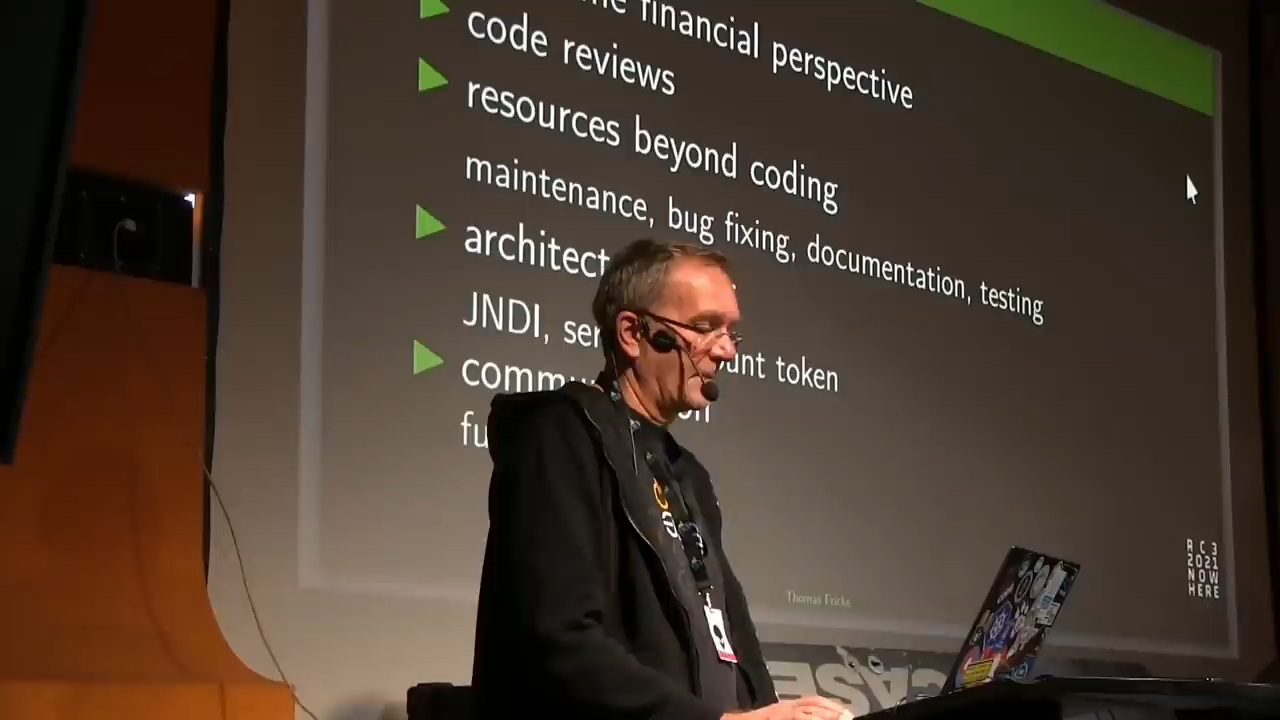 financial perspective
code reviews
resources beyond coding
maintenance, bug fixing, documentation, testing
JNDI, token
Thomas Fricke
RC3
2021
NOW
HERE